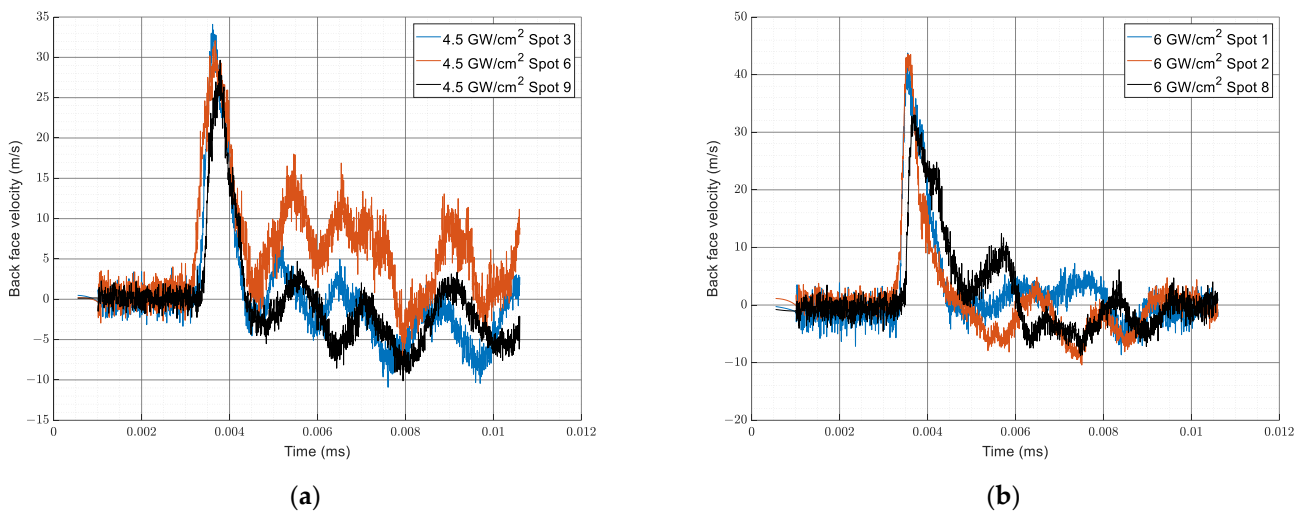 35
30
25
20
15
10
5
0
−5
−10
−15
0
0.002
0.004
0.006
0.008
0.01
0.012
Back face velocity (m/s)
Time (ms)
4.5 GW/cm² Spot 3
4.5 GW/cm² Spot 6
4.5 GW/cm² Spot 9
(a)
50
40
30
20
10
0
−10
−20
0
0.002
0.004
0.006
0.008
0.01
0.012
Back face velocity (m/s)
Time (ms)
6 GW/cm² Spot 1
6 GW/cm² Spot 2
6 GW/cm² Spot 8
(b)